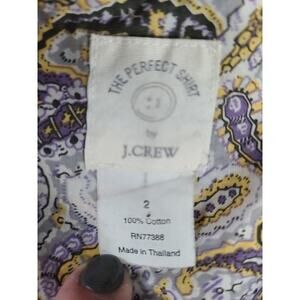 THE PERFECT SHIRT
by
J.CREW
2
100% Cotton
RN77388
Made in Thailand